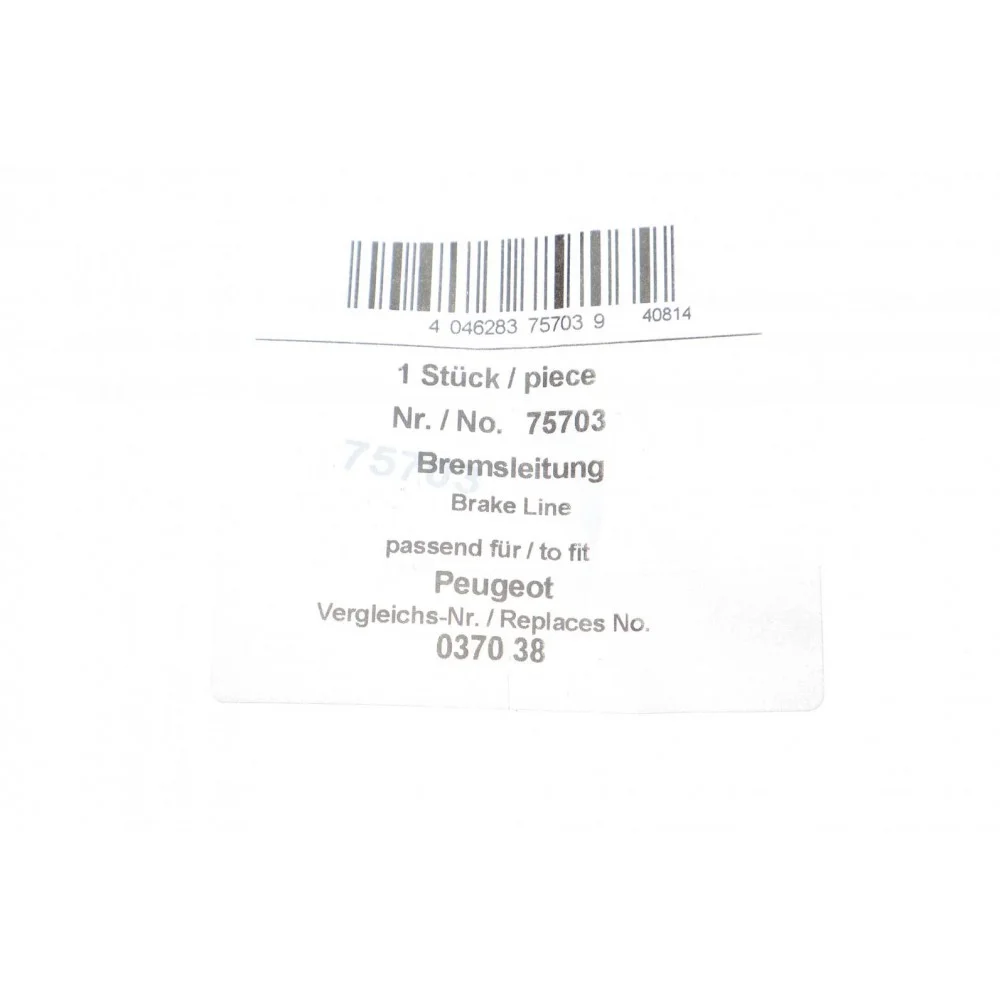 4 046283 75703 9 40814
1 Stück / piece
Nr. / No. 75703
75703
Bremsleitung
Brake Line
passend für / to fit
Peugeot
Vergleichs-Nr. / Replaces No.
0370 38